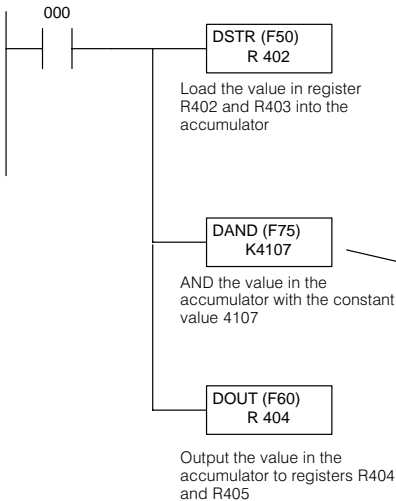 000
DSTR (F50)
R 402
Load the value in register
R402 and R403 into the
accumulator
DAND (F75)
K4107
AND the value in the
accumulator with the constant
value 4107
DOUT (F60)
R 404
Output the value in the
accumulator to registers R404
and R405